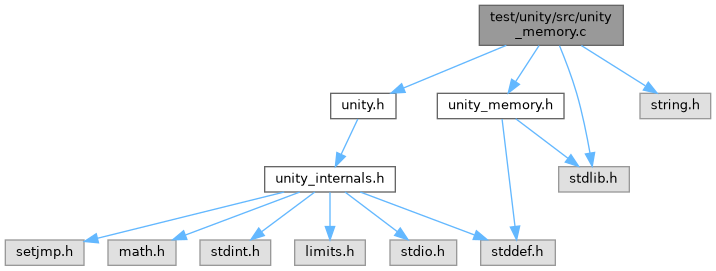 test/unity/src/unity
_memory.c
unity.h
unity_memory.h
string.h
unity_internals.h
stdlib.h
setjmp.h
math.h
stdint.h
limits.h
stdio.h
stddef.h